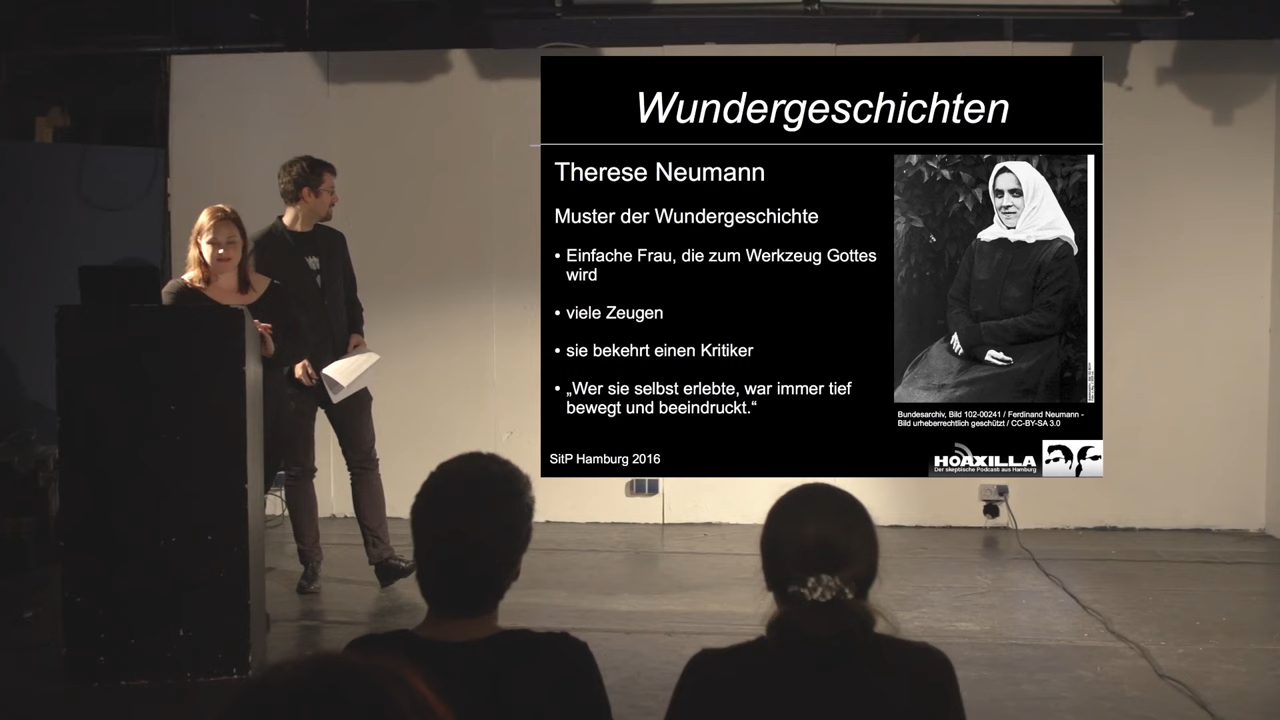 Wundergeschichten
Therese Neumann
Muster der Wundergeschichte
• Einfache Frau, die zum Werkzeug Gottes
wird
• viele Zeugen
• sie bekehrt einen Kritiker
• „Wer sie selbst erlebte, war immer tief
bewegt und beeindruckt.“
Bundesarchiv, Bild 102-00241 / Ferdinand Neumann -
Bild urheberrechtlich geschützt / CC-BY-SA 3.0
SitP Hamburg 2016
HOAXILLA
Der skeptische Podcast aus Hamburg